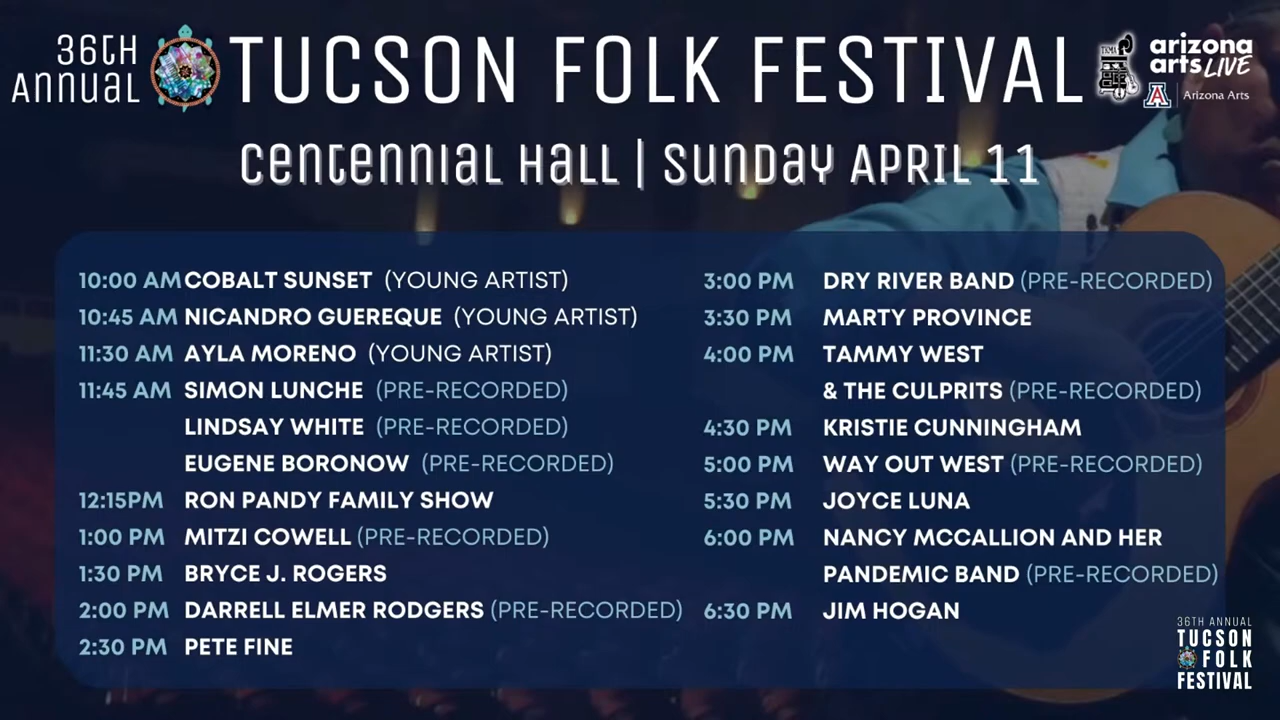 36TH
ANNUAL
TUCSON FOLK FESTIVAL
arizona
arts LIVE
A | Arizona Arts
CENTENNIAL HALL | SUNDAY APRIL 11
10:00 AM COBALT SUNSET (YOUNG ARTIST)
10:45 AM NICANDRO GUEREQUE (YOUNG ARTIST)
11:30 AM AYLA MORENO (YOUNG ARTIST)
11:45 AM SIMON LUNCHE (PRE-RECORDED)
LINDSAY WHITE (PRE-RECORDED)
EUGENE BORONOW (PRE-RECORDED)
12:15PM RON PANDY FAMILY SHOW
1:00 PM MITZI COWELL (PRE-RECORDED)
1:30 PM BRYCE J. ROGERS
2:00 PM DARRELL ELMER RODGERS (PRE-RECORDED)
2:30 PM PETE FINE
3:00 PM DRY RIVER BAND (PRE-RECORDED)
3:30 PM MARTY PROVINCE
4:00 PM TAMMY WEST
& THE CULPRITS (PRE-RECORDED)
4:30 PM KRISTIE CUNNINGHAM
5:00 PM WAY OUT WEST (PRE-RECORDED)
5:30 PM JOYCE LUNA
6:00 PM NANCY MCCALLION AND HER
PANDEMIC BAND (PRE-RECORDED)
6:30 PM JIM HOGAN
36TH ANNUAL
TUCSON
FOLK
FESTIVAL